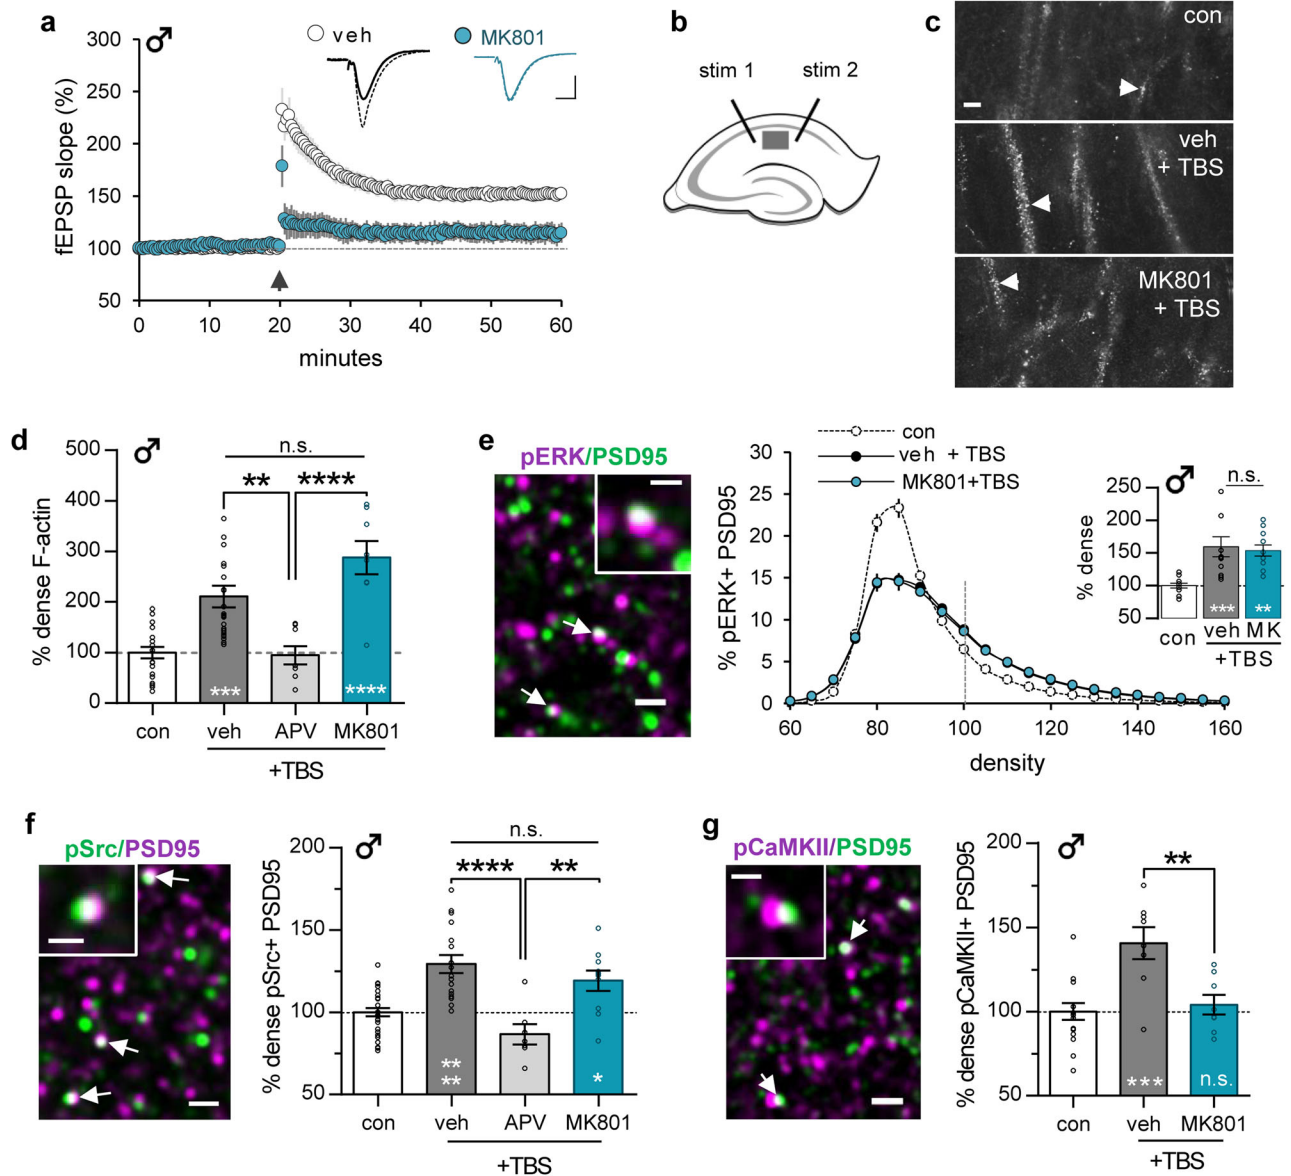 a
♂
veh
MK801
fEPSP slope (%)
300
250
200
150
100
50
0
10
20
30
40
50
60
minutes
b
stim 1
stim 2
c
con
veh
+ TBS
MK801
+ TBS
d
♂
% dense F-actin
500
400
300
200
100
0
n.s.
**
****
***
****
con
veh
APV
MK801
+TBS
e
pERK/PSD95
% pERK+ PSD95
30
25
20
15
10
5
0
60
80
100
120
140
160
density
con
veh + TBS
MK801+TBS
♂
n.s.
% dense
250
200
150
100
50
***
**
con
veh
MK
+TBS
f
pSrc/PSD95
♂
% dense pSrc+ PSD95
200
150
100
50
n.s.
****
**
**
**
*
con
veh
APV
MK801
+TBS
g
pCaMKII/PSD95
♂
% dense pCaMKII+ PSD95
200
150
100
50
**
***
n.s.
con
veh
MK801
+TBS